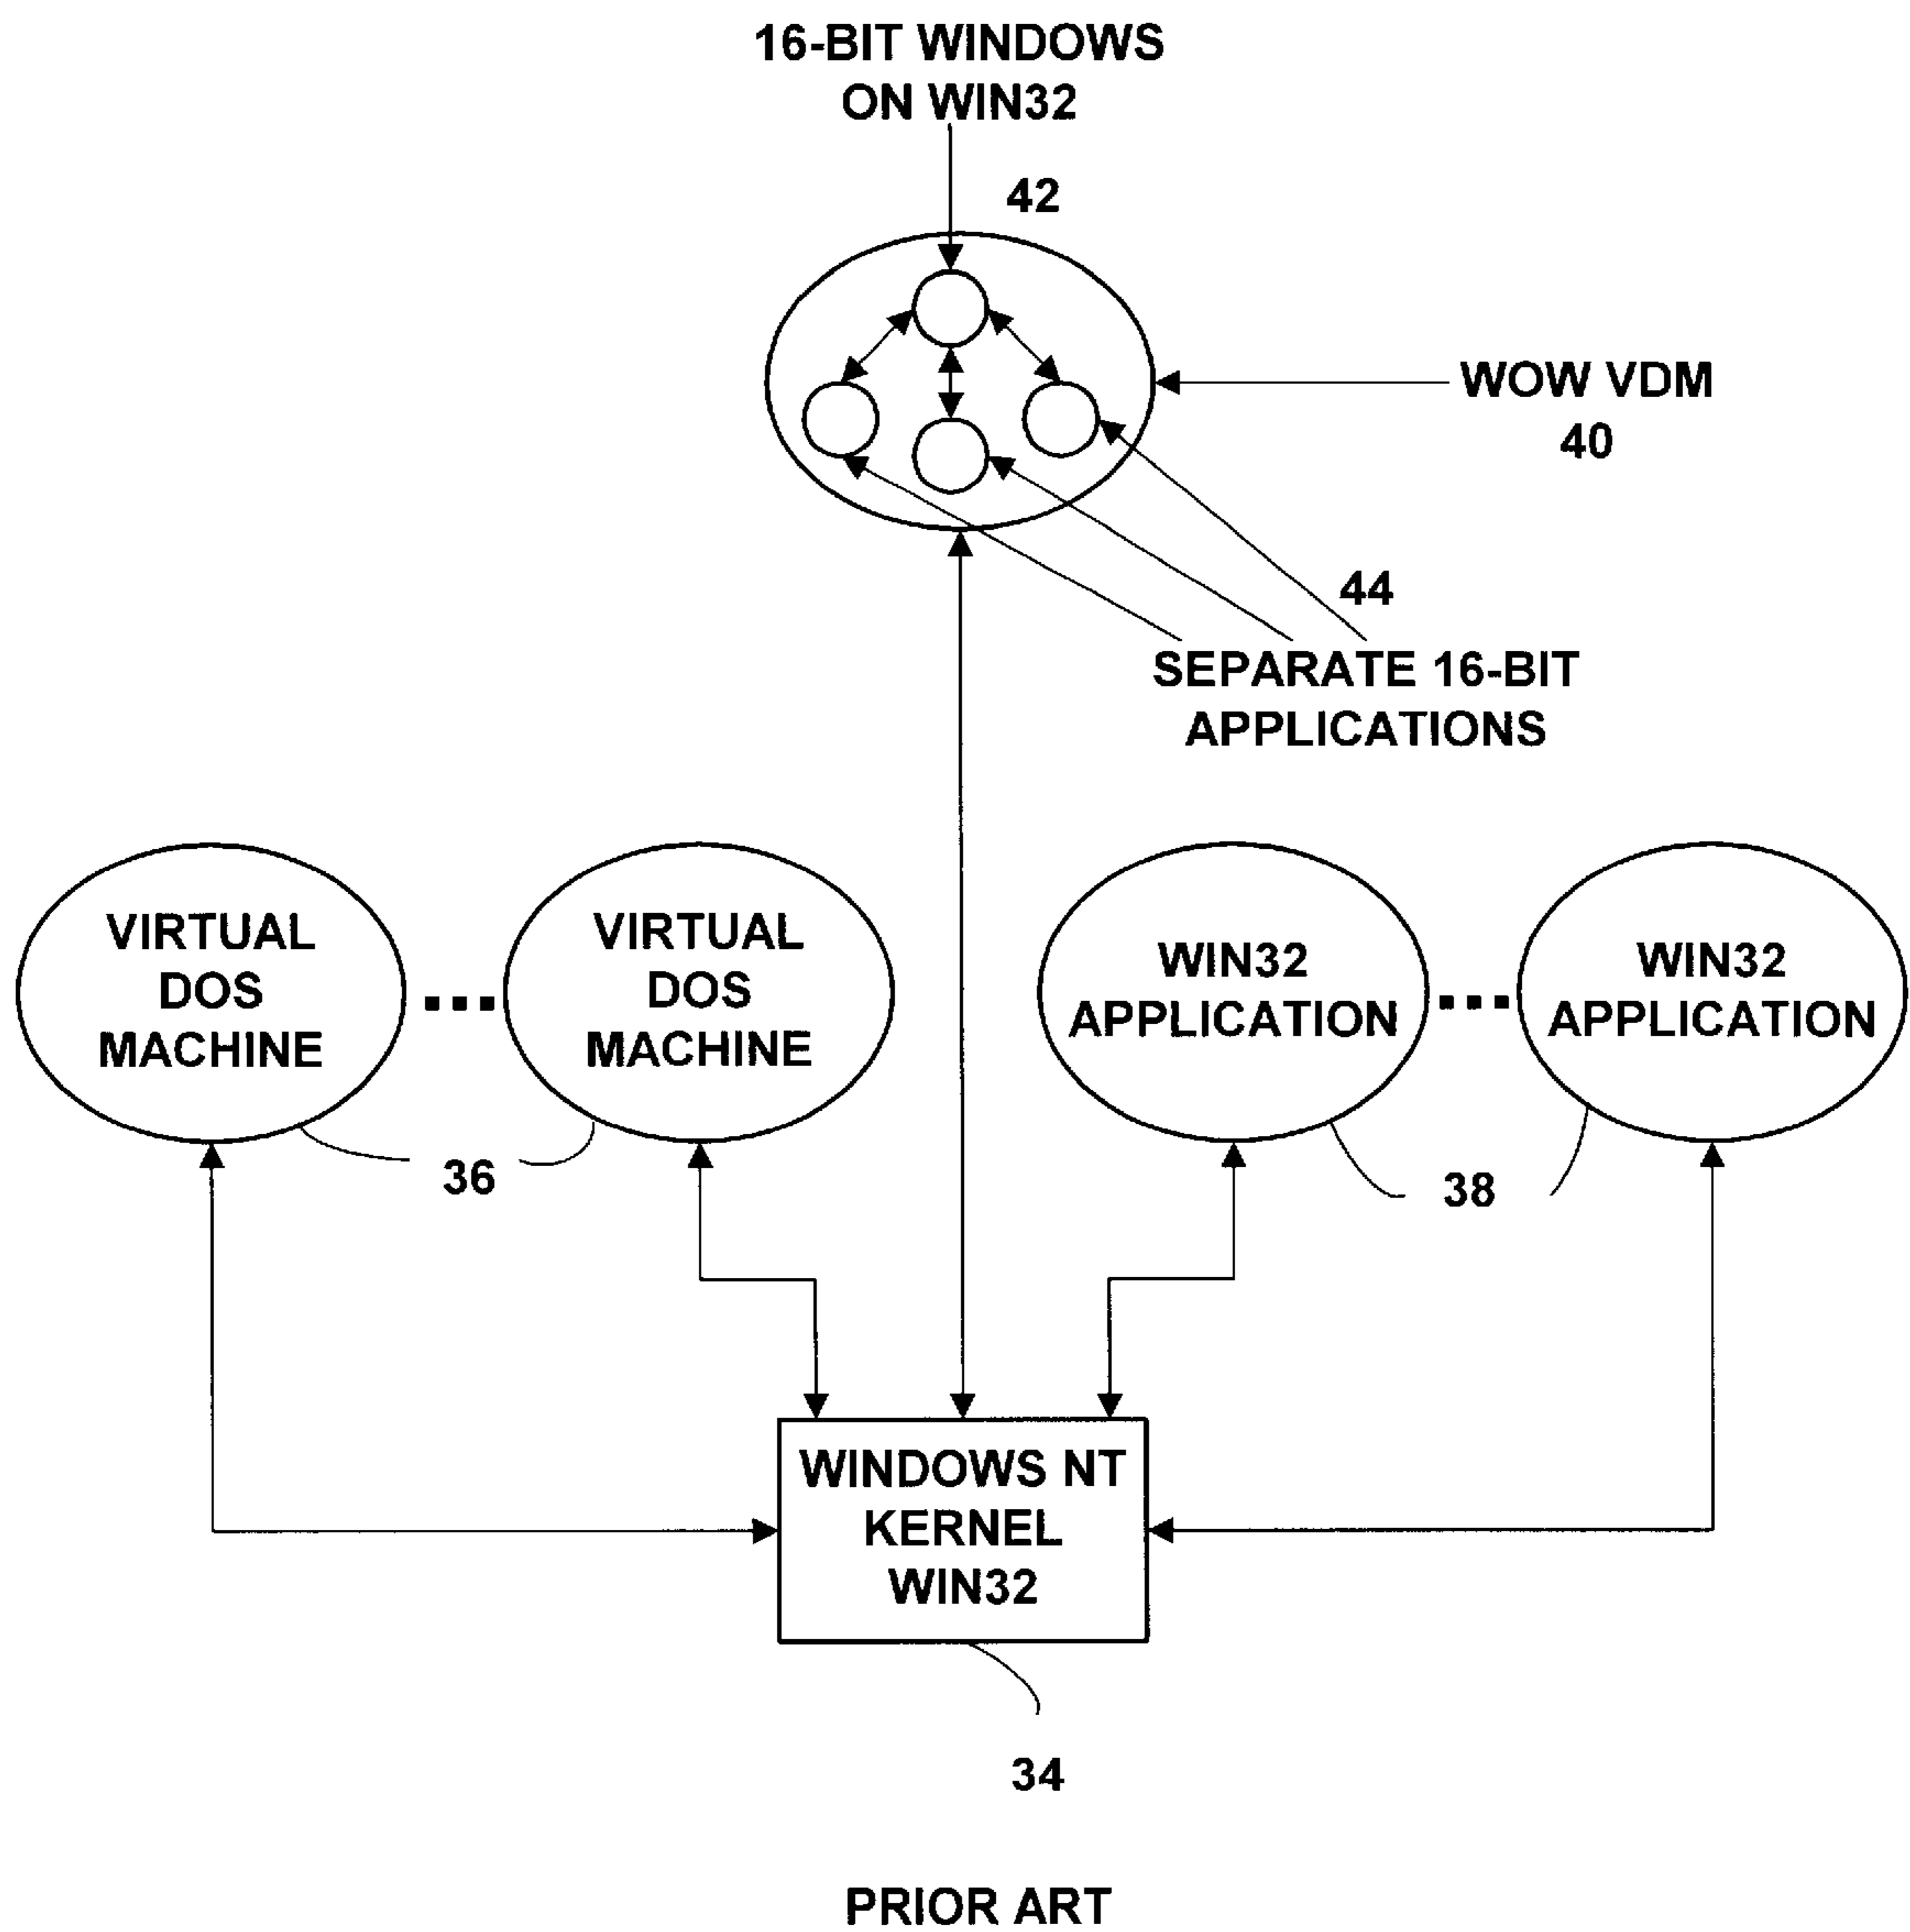 16-BIT WINDOWS
ON WIN32
42
WOW VDM
40
44
SEPARATE 16-BIT
APPLICATIONS
VIRTUAL
DOS
MACHINE
VIRTUAL
DOS
MACHINE
WIN32
APPLICATION
WIN32
APPLICATION
36
38
WINDOWS NT
KERNEL
WIN32
34
PRIOR ART